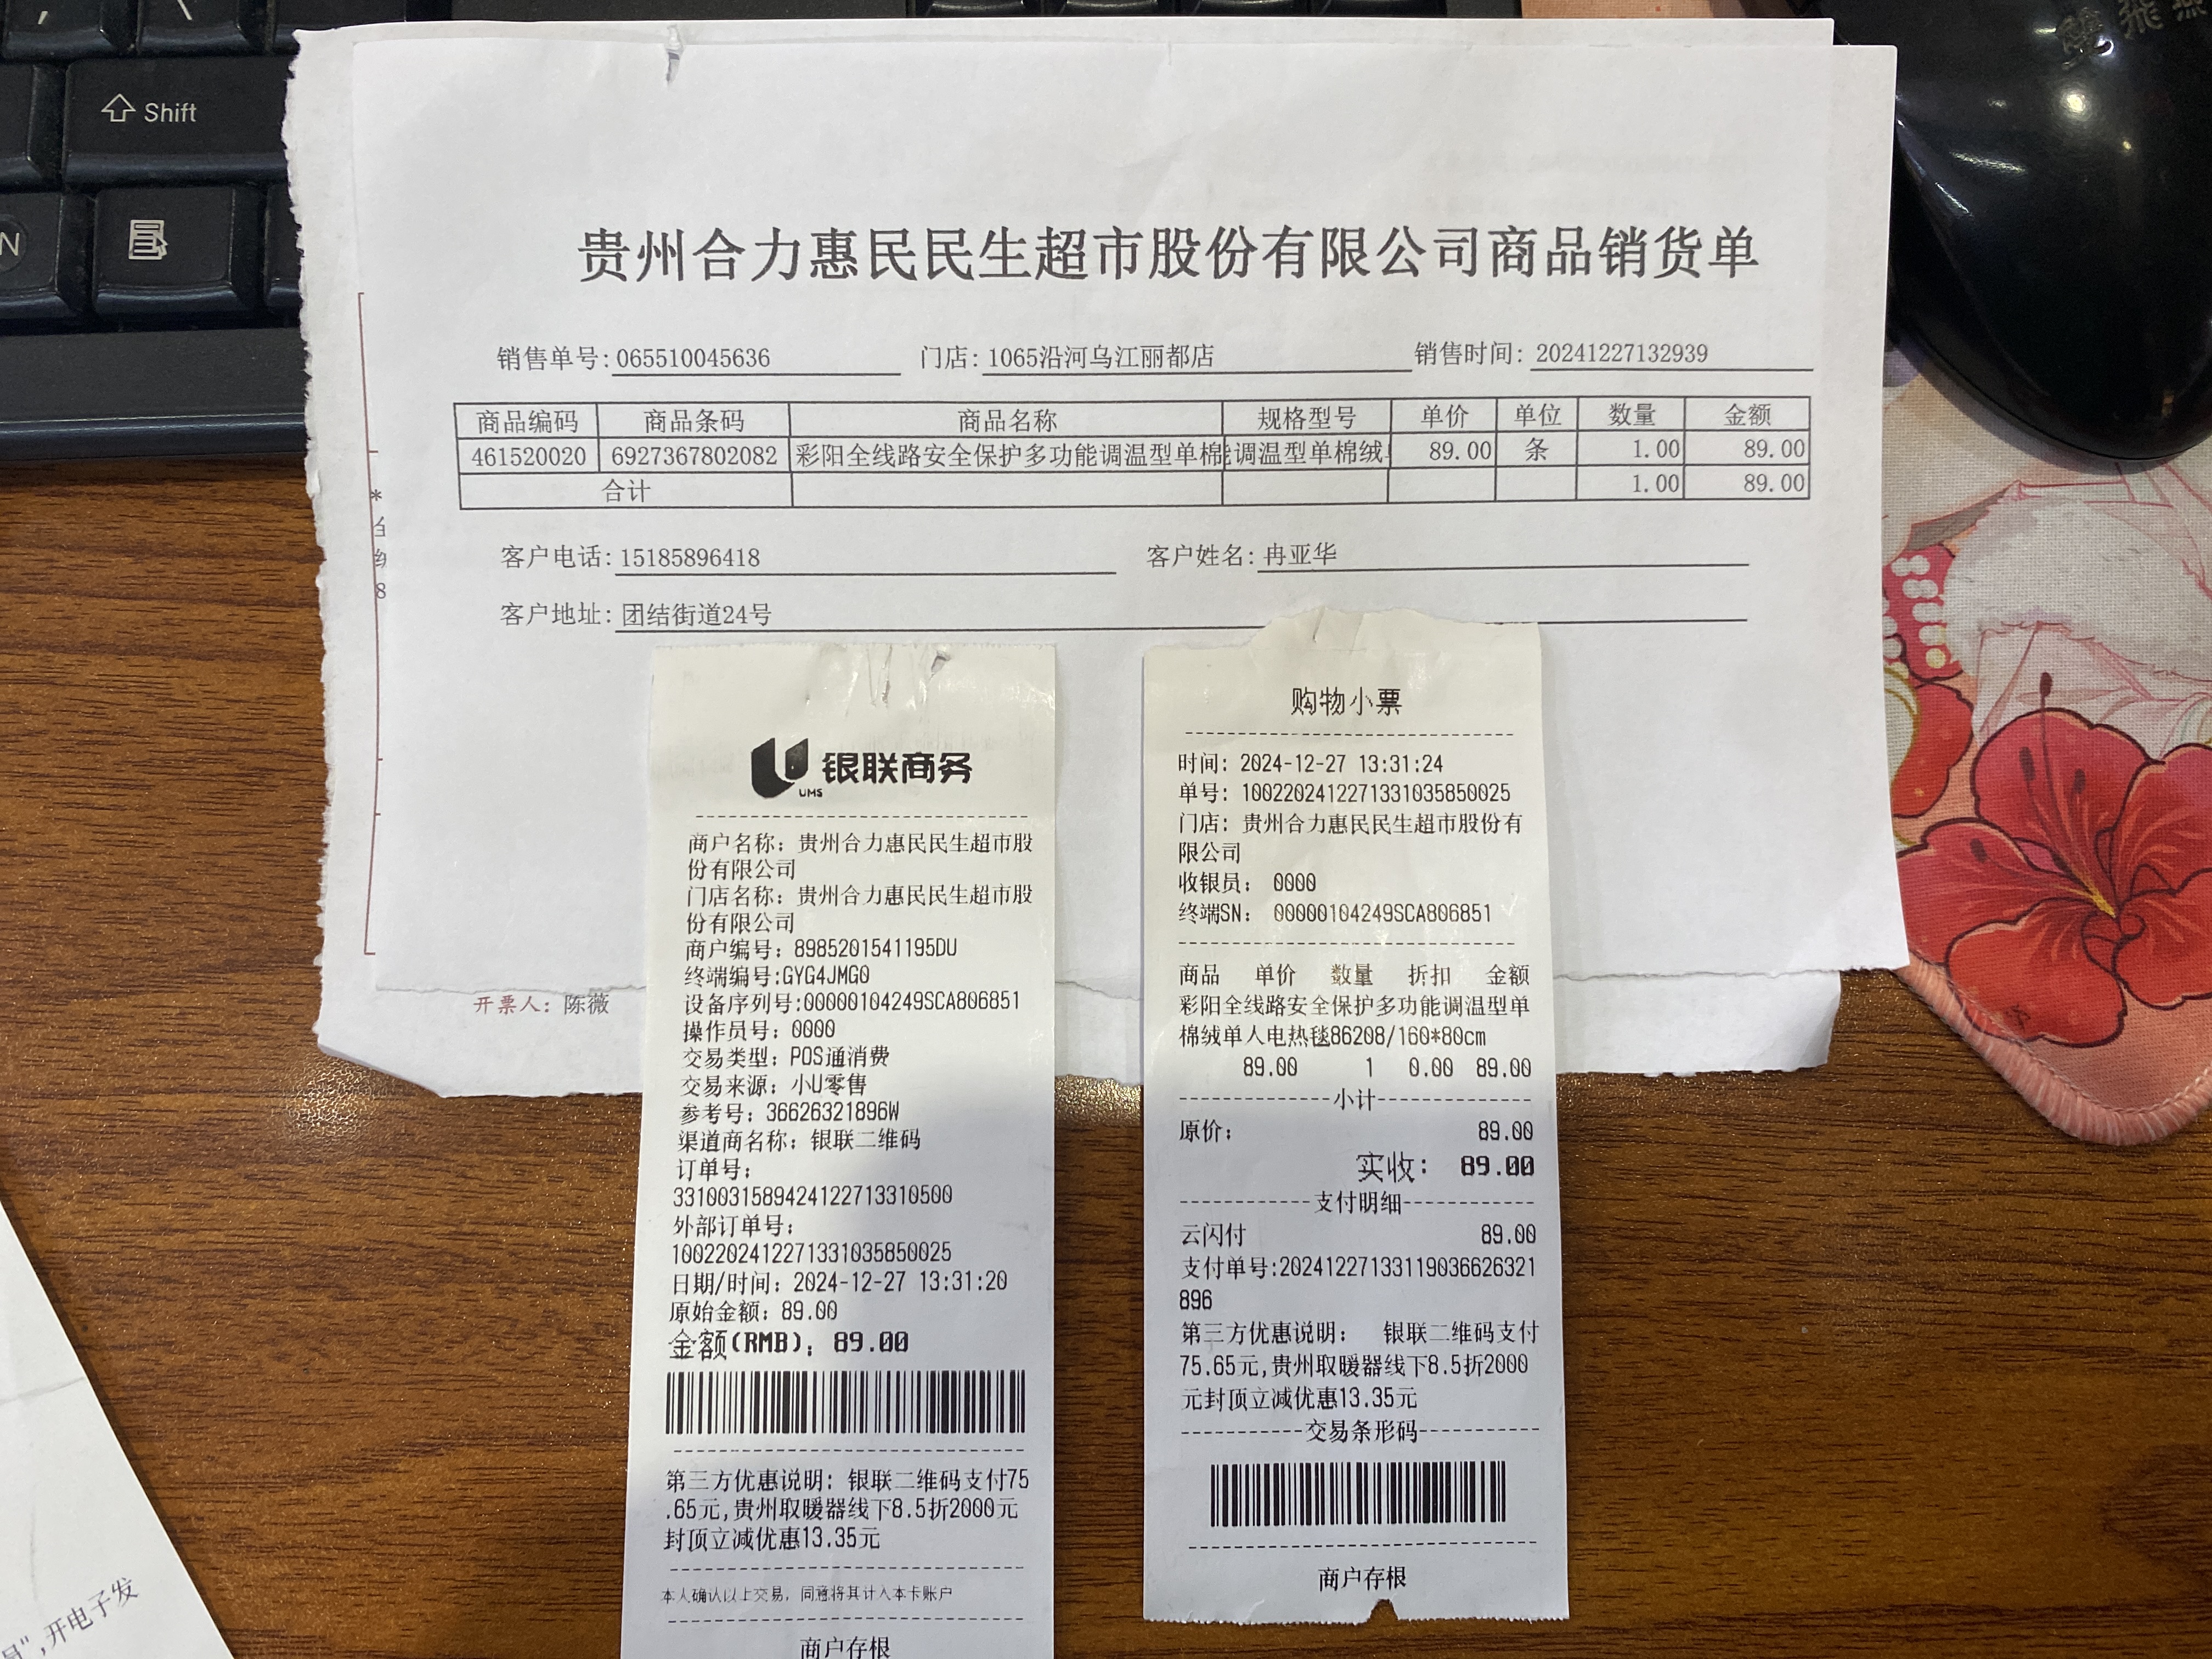 Shift
N
贵州合力惠民民生超市股份有限公司商品销货单
销售单号: 065510045636 门店: 1065沿河乌江丽都店 销售时间: 20241227132939
商品编码 商品条码 商品名称 规格型号 单价 单位 数量 金额
461520020 6927367802082 彩阳全线路安全保护多功能调温型单棉 调温型单棉绒 89.00 条 1.00 89.00
合计 1.00 89.00
客户电话: 15185896418 客户姓名: 冉亚华
客户地址: 团结街道24号
*
8
开票人: 陈薇
银联商务
UMS
商户名称: 贵州合力惠民民生超市股
份有限公司
门店名称: 贵州合力惠民民生超市股
份有限公司
商户编号: 8985201541195DU
终端编号:GYG4JMG0
设备序列号:00000104249SCA806851
操作员号: 0000
交易类型: POS通消费
交易来源: 小U零售
参考号: 36626321896W
渠道商名称: 银联二维码
订单号:
33100315894241227133​10500
外部订单号:
10022024122713310358​50025
日期/时间: 2024-12-27 13:31:20
原始金额: 89.00
金额(RMB): 89.00
第三方优惠说明: 银联二维码支付75
.65元,贵州取暖器线下8.5折2000元
封顶立减优惠13.35元
本人确认以上交易, 同意将其计入本卡账户
商户存根
购物小票
时间: 2024-12-27 13:31:24
单号: 1002202412271331035850025
门店: 贵州合力惠民民生超市股份有
限公司
收银员: 0000
终端SN: 00000104249SCA806851
商品 单价 数量 折扣 金额
彩阳全线路安全保护多功能调温型单
棉绒单人电热毯86208/160*80cm
89.00 1 0.00 89.00
小计
原价: 89.00
实收: 89.00
支付明细
云闪付 89.00
支付单号:20241227133119036626321
896
第三方优惠说明: 银联二维码支付
75.65元,贵州取暖器线下8.5折2000
元封顶立减优惠13.35元
交易条形码
商户存根
",开电子发